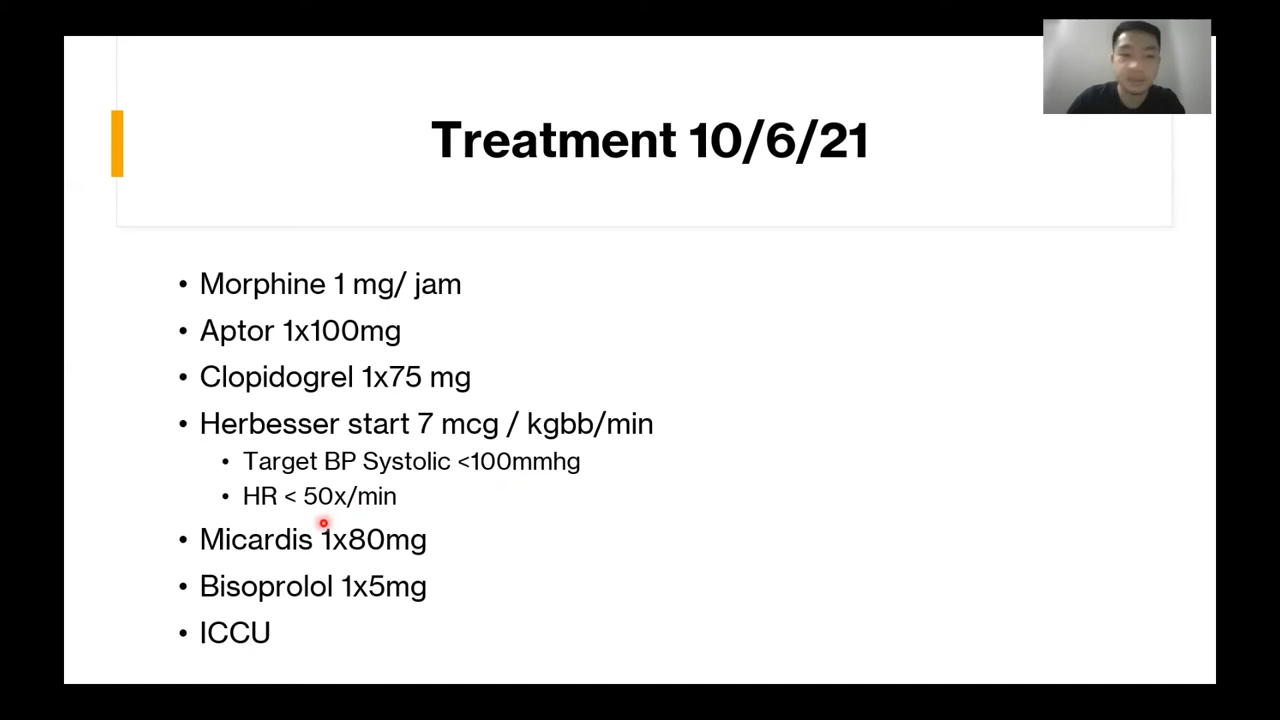 Treatment 10/6/21
• Morphine 1 mg/ jam
• Aptor 1x100mg
• Clopidogrel 1x75 mg
• Herbesser start 7 mcg / kgbb/min
• Target BP Systolic <100mmhg
• HR < 50x/min
• Micardis 1x80mg
• Bisoprolol 1x5mg
• ICCU